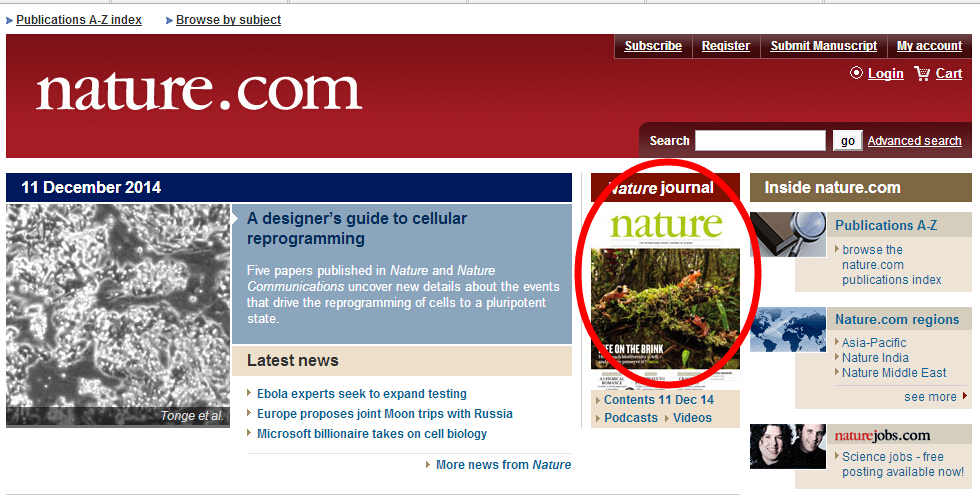 Publications A-Z index Browse by subject
Subscribe Register Submit Manuscript My account
nature.com
Login Cart
Search go Advanced search
11 December 2014
A designer's guide to cellular
reprogramming
Five papers published in Nature and Nature
Communications uncover new details about the events
that drive the reprogramming of cells to a pluripotent
state.
Tonge et al.
Latest news
Ebola experts seek to expand testing
Europe proposes joint Moon trips with Russia
Microsoft billionaire takes on cell biology
More news from Nature
Nature journal
nature
LIFE ON THE BRINK
Contents 11 Dec 14
Podcasts Videos
Inside nature.com
Publications A-Z
browse the
nature.com
publications index
Nature.com regions
Asia-Pacific
Nature India
Nature Middle East
see more
naturejobs.com
Science jobs - free
posting available now!